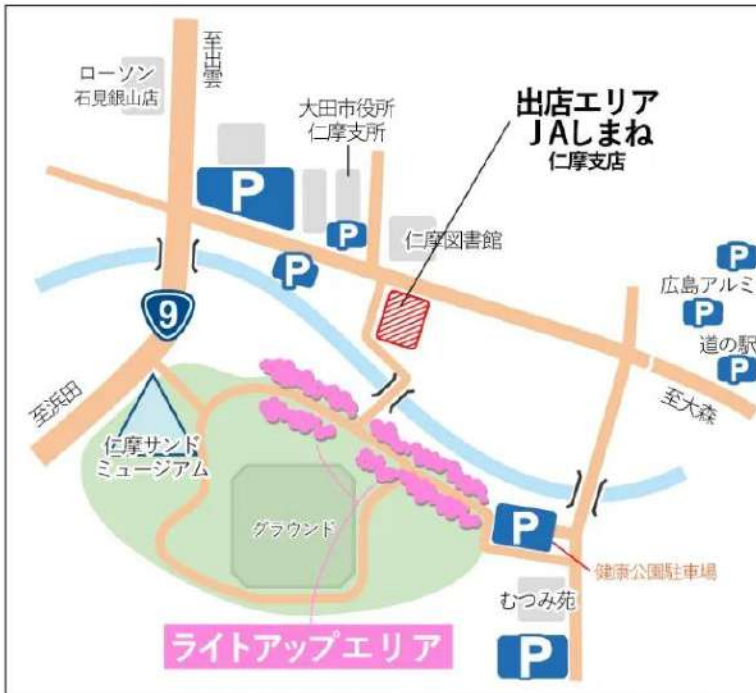 至出雲
ローソン
石見銀山店
大田市役所
仁摩支所
出店エリア
JAしまね
仁摩支店
P
P
P
仁摩図書館
P
広島アルミ
P
道の駅
P
9
至浜田
至大森
仁摩サンド
ミュージアム
グラウンド
P
健康公園駐車場
むつみ苑
P
ライトアップエリア